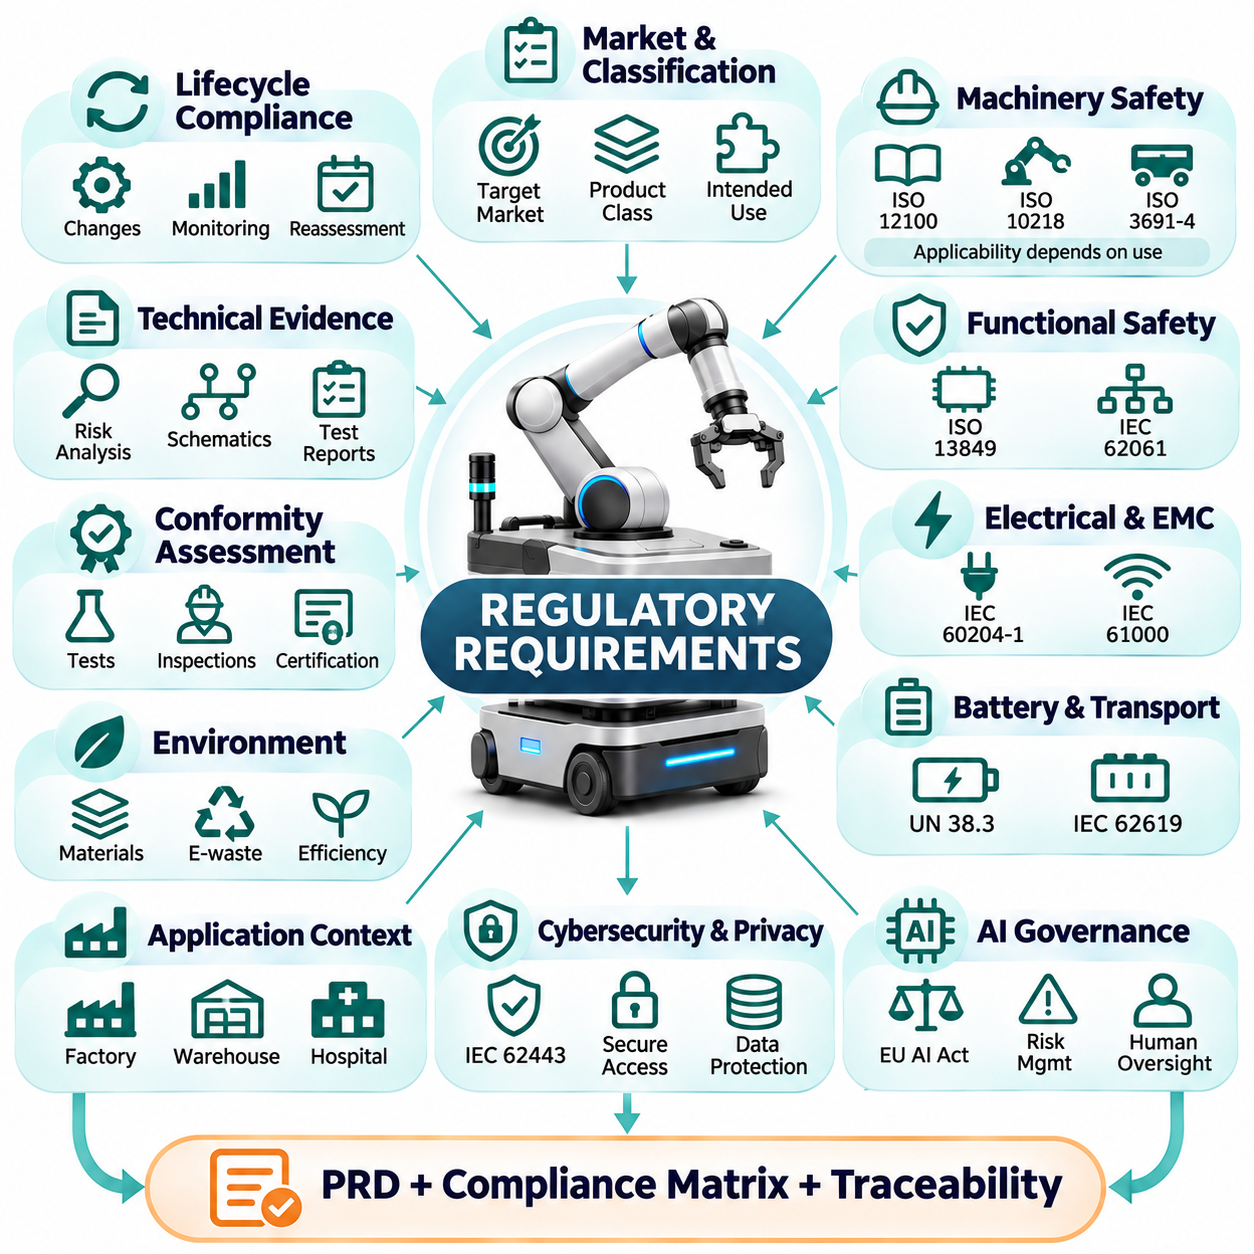 Market &
Classification
Target
Market
Product
Class
Intended
Use
Lifecycle
Compliance
Changes
Monitoring
Reassessment
Machinery Safety
ISO
12100
ISO
10218
ISO
3691-4
Applicability depends on use
Technical Evidence
Risk
Analysis
Schematics
Test
Reports
Functional Safety
ISO
13849
IEC
62061
Conformity
Assessment
Tests
Inspections
Certification
Electrical & EMC
IEC
60204-1
IEC
61000
REGULATORY
REQUIREMENTS
Environment
Materials
E-waste
Efficiency
Battery & Transport
UN 38.3
IEC 62619
Application Context
Factory
Warehouse
Hospital
Cybersecurity & Privacy
IEC 62443
Secure
Access
Data
Protection
AI
AI Governance
EU AI Act
Risk
Mgmt
Human
Oversight
PRD + Compliance Matrix + Traceability